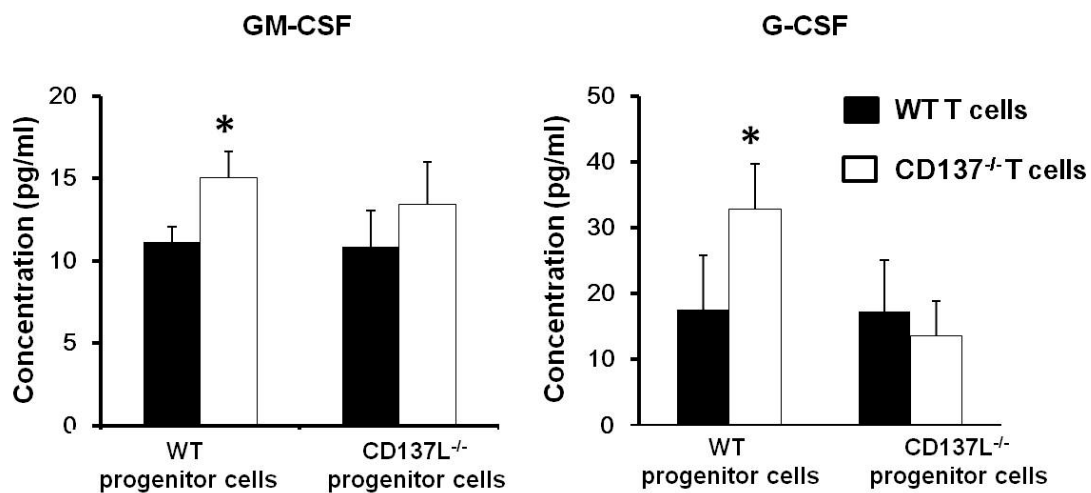 GM-CSF
Concentration (pg/ml)
20
15
10
5
0
*
WT
progenitor cells
CD137L-/-
progenitor cells
G-CSF
Concentration (pg/ml)
50
40
30
20
10
0
*
WT
progenitor cells
CD137L-/-
progenitor cells
WT T cells
CD137-/- T cells